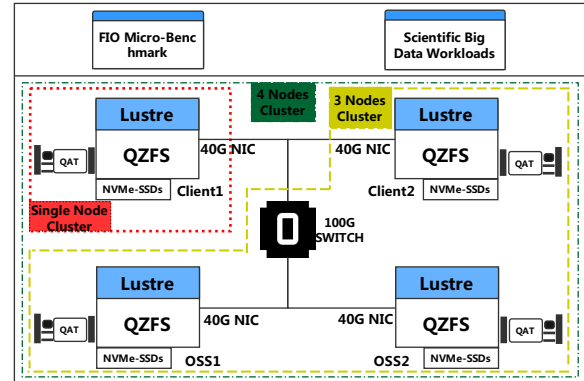 FIO Micro-Benc
hmark
Scientific Big
Data Workloads
4 Nodes
Cluster
3 Nodes
Cluster
Lustre
QZFS
QAT
NVMe-SSDs
Client1
40G NIC
Single Node
Cluster
Lustre
QZFS
QAT
NVMe-SSDs
Client2
40G NIC
100G
SWITCH
Lustre
QZFS
QAT
NVMe-SSDs
OSS1
40G NIC
Lustre
QZFS
QAT
NVMe-SSDs
OSS2
40G NIC